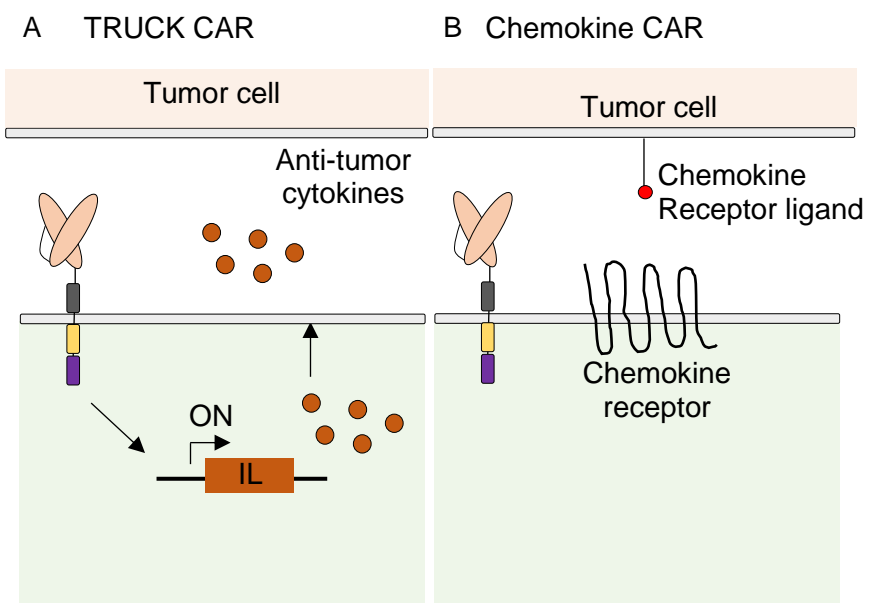 A TRUCK CAR
Tumor cell
Anti-tumor
cytokines
ON
IL
B Chemokine CAR
Tumor cell
Chemokine
Receptor ligand
Chemokine
receptor